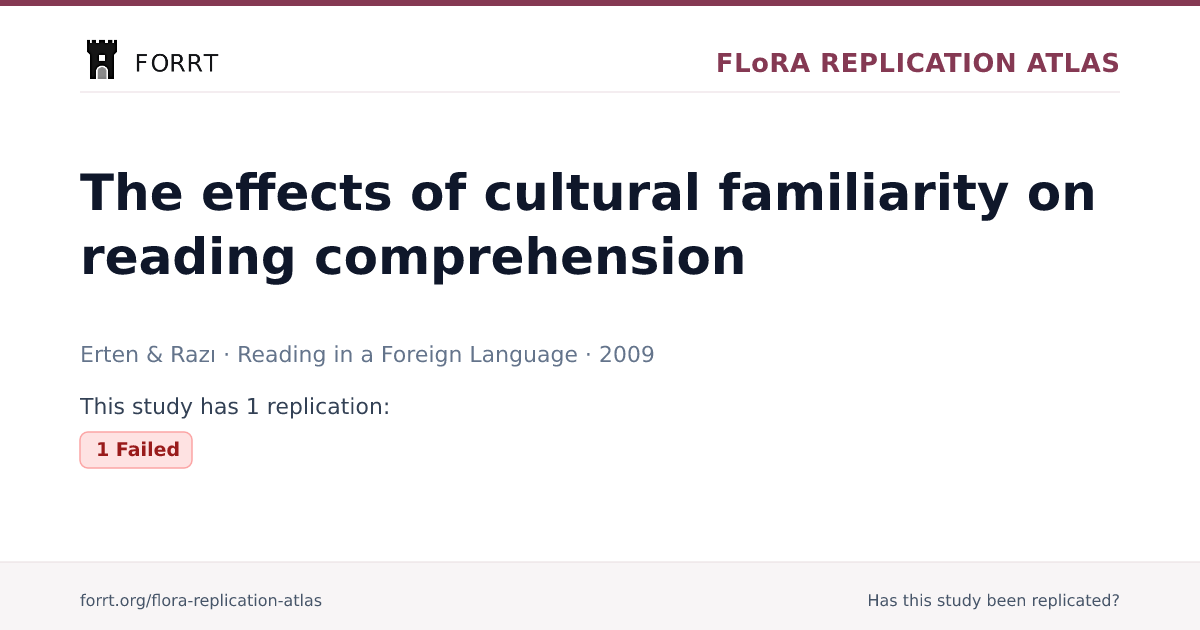 FORRT
FLoRA REPLICATION ATLAS
The effects of cultural familiarity on
reading comprehension
Erten & Razı · Reading in a Foreign Language · 2009
This study has 1 replication:
1 Failed
forrt.org/flora-replication-atlas
Has this study been replicated?